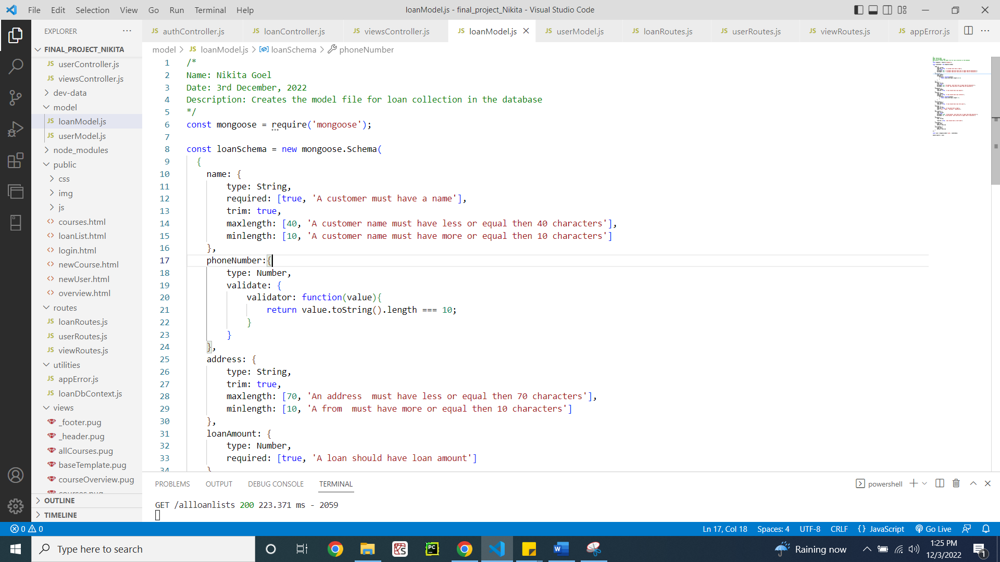 File Edit Selection View Go Run Terminal Help
loanModel.js - final_project_Nikita - Visual Studio Code
EXPLORER
FINAL_PROJECT_NIKITA
userController.js
viewsController.js
dev-data
model
loanModel.js
userModel.js
node_modules
public
css
img
js
courses.html
loanList.html
login.html
newCourse.html
newUser.html
overview.html
routes
loanRoutes.js
userRoutes.js
viewRoutes.js
utilities
appError.js
loanDbContext.js
views
_footer.pug
_header.pug
allCourses.pug
baseTemplate.pug
courseOverview.pug
courses.pug
OUTLINE
TIMELINE
JS authController.js JS loanController.js JS viewsController.js JS loanModel.js JS userModel.js JS loanRoutes.js JS userRoutes.js JS viewRoutes.js JS appError.js
model > JS loanModel.js > loanSchema > phoneNumber
1 /*
2 Name: Nikita Goel
3 Date: 3rd December, 2022
4 Description: Creates the model file for loan collection in the database
5 */
6 const mongoose = require('mongoose');
7
8 const loanSchema = new mongoose.Schema(
9 {
10 name: {
11 type: String,
12 required: [true, 'A customer must have a name'],
13 trim: true,
14 maxlength: [40, 'A customer name must have less or equal then 40 characters'],
15 minlength: [10, 'A customer name must have more or equal then 10 characters']
16 },
17 phoneNumber:{
18 type: Number,
19 validate: {
20 validator: function(value){
21 return value.toString().length === 10;
22 }
23 }
24 },
25 address: {
26 type: String,
27 trim: true,
28 maxlength: [70, 'An address  must have less or equal then 70 characters'],
29 minlength: [10, 'A from  must have more or equal then 10 characters']
30 },
31 loanAmount: {
32 type: Number,
33 required: [true, 'A loan should have loan amount']
34 }
PROBLEMS OUTPUT DEBUG CONSOLE TERMINAL
powershell
GET /allloanlists 200 223.371 ms - 2059
0 0
Ln 17, Col 18 Spaces: 4 UTF-8 CRLF {} JavaScript Go Live
Type here to search
Raining now
1:25 PM
12/3/2022
1